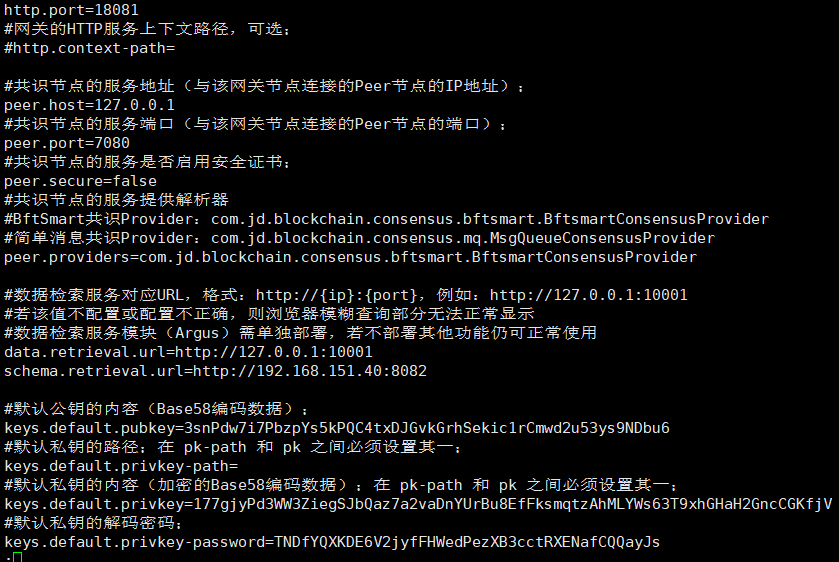 http.port=18081
#网关的HTTP服务上下文路径，可选；
#http.context-path=
#共识节点的服务地址（与该网关节点连接的Peer节点的IP地址）；
peer.host=127.0.0.1
#共识节点的服务端口（与该网关节点连接的Peer节点的端口）；
peer.port=7080
#共识节点的服务是否启用安全证书；
peer.secure=false
#共识节点的服务提供解析器
#BftSmart共识Provider：com.jd.blockchain.consensus.bftsmart.BftsmartConsensusProvider
#简单消息共识Provider：com.jd.blockchain.consensus.mq.MsgQueueConsensusProvider
peer.providers=com.jd.blockchain.consensus.bftsmart.BftsmartConsensusProvider
#数据检索服务对应URL，格式：http://{ip}:{port}，例如：http://127.0.0.1:10001
#若该值不配置或配置不正确，则浏览器模糊查询部分无法正常显示
#数据检索服务模块（Argus）需单独部署，若不部署其他功能仍可正常使用
data.retrieval.url=http://127.0.0.1:10001
schema.retrieval.url=http://192.168.151.40:8082
#默认公钥的内容（Base58编码数据）；
keys.default.pubkey=3snPdw7i7PbzpYs5kPQC4txDJGvkGrhSekic1rCmwd2u53ys9NDbu6
#默认私钥的路径；在 pk-path 和 pk 之间必须设置其一；
keys.default.privkey-path=
#默认私钥的内容（加密的Base58编码数据）；在 pk-path 和 pk 之间必须设置其一；
keys.default.privkey=177gjyPd3WW3ZiegSJbQaz7a2vaDnYUrBu8EfFksmqtzAhMLYWs63T9xhGHaH2GncCGKfjV
#默认私钥的解码密码；
keys.default.privkey-password=TNDfYQXKDE6V2jyfFHWedPezXB3cctRXENafCQQayJs
: